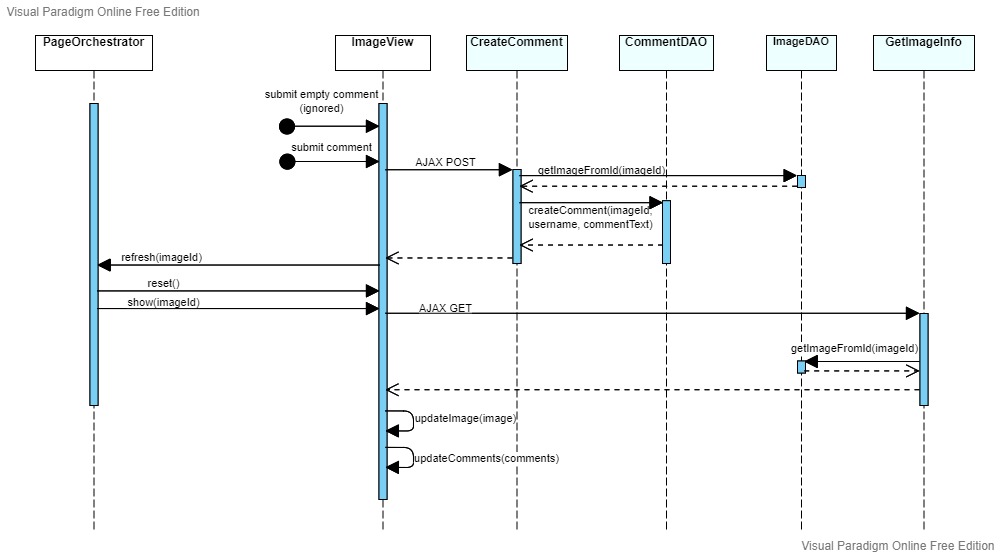 Visual Paradigm Online Free Edition
PageOrchestrator
ImageView
CreateComment
CommentDAO
ImageDAO
GetImageInfo
submit empty comment
(ignored)
submit comment
AJAX POST
getImageFromId(imageId)
createComment(imageId,
username, commentText)
refresh(imageId)
reset()
show(imageId)
AJAX GET
getImageFromId(imageId)
updateImage(image)
updateComments(comments)
Visual Paradigm Online Free Edition